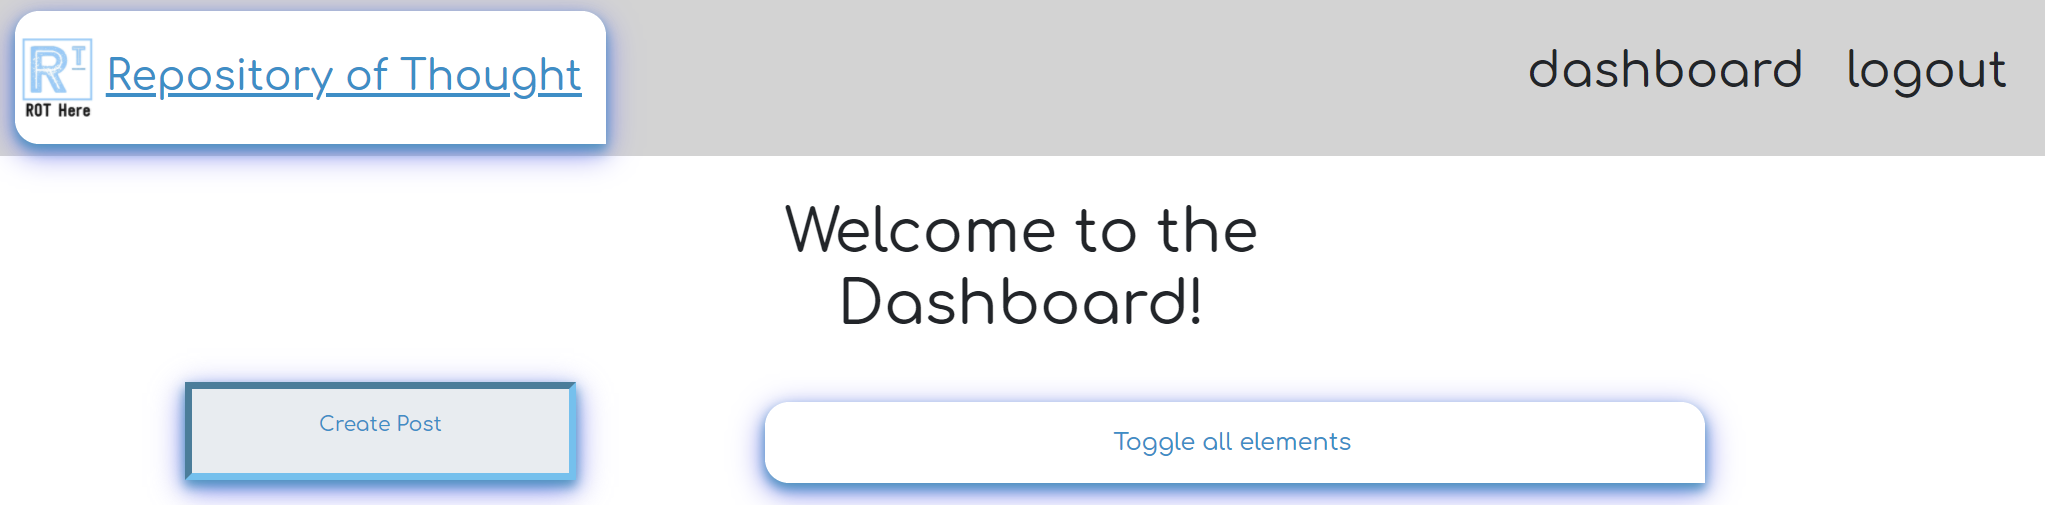 RT
ROT Here
Repository of Thought
dashboard logout
Welcome to the
Dashboard!
Create Post
Toggle all elements